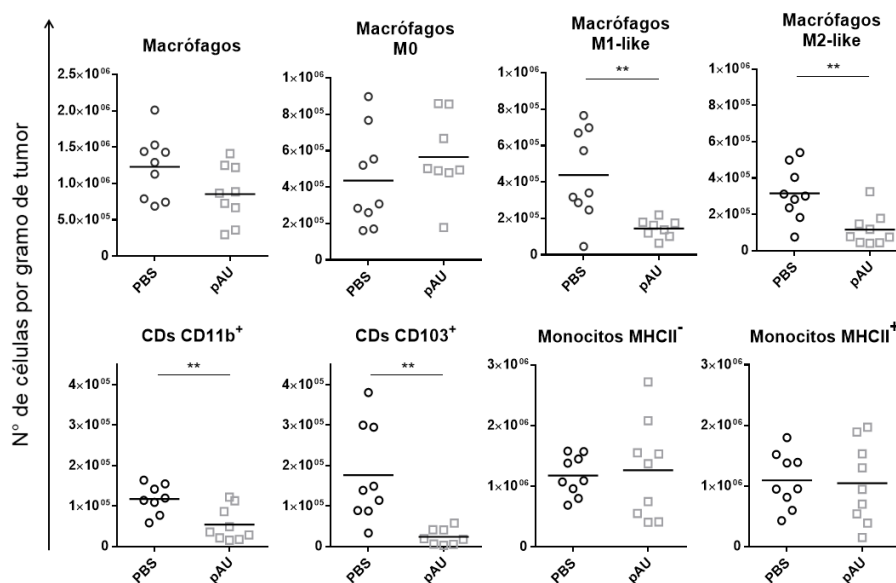 N° de células por gramo de tumor
Macrófagos
2.5×10⁰⁶
2.0×10⁰⁶
1.5×10⁰⁶
1.0×10⁰⁶
5.0×10⁰⁵
0
PBS
pAU
Macrófagos
M0
1×10⁰⁶
8×10⁰⁵
6×10⁰⁵
4×10⁰⁵
2×10⁰⁵
0
PBS
pAU
Macrófagos
M1-like
**
1×10⁰⁶
8×10⁰⁵
6×10⁰⁵
4×10⁰⁵
2×10⁰⁵
0
PBS
pAU
Macrófagos
M2-like
**
1×10⁰⁶
8×10⁰⁵
6×10⁰⁵
4×10⁰⁵
2×10⁰⁵
0
PBS
pAU
CDs CD11b⁺
**
4×10⁰⁵
3×10⁰⁵
2×10⁰⁵
1×10⁰⁵
0
PBS
pAU
CDs CD103⁺
**
4×10⁰⁵
3×10⁰⁵
2×10⁰⁵
1×10⁰⁵
0
PBS
pAU
Monocitos MHCII⁻
3×10⁰⁶
2×10⁰⁶
1×10⁰⁶
0
PBS
pAU
Monocitos MHCII⁺
3×10⁰⁶
2×10⁰⁶
1×10⁰⁶
0
PBS
pAU